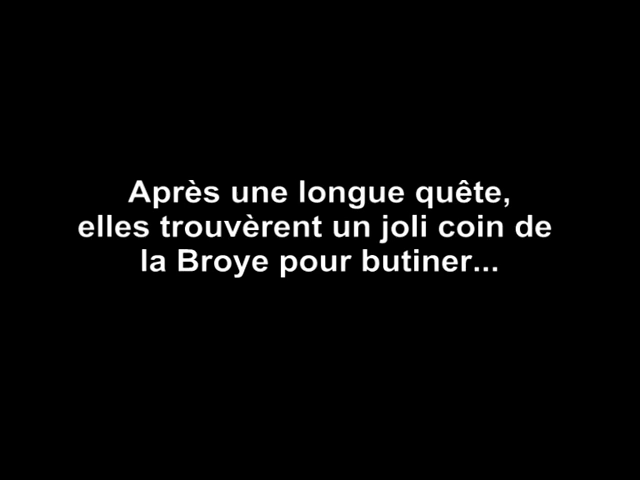 Après une longue quête,
elles trouvèrent un joli coin de
la Broye pour butiner...